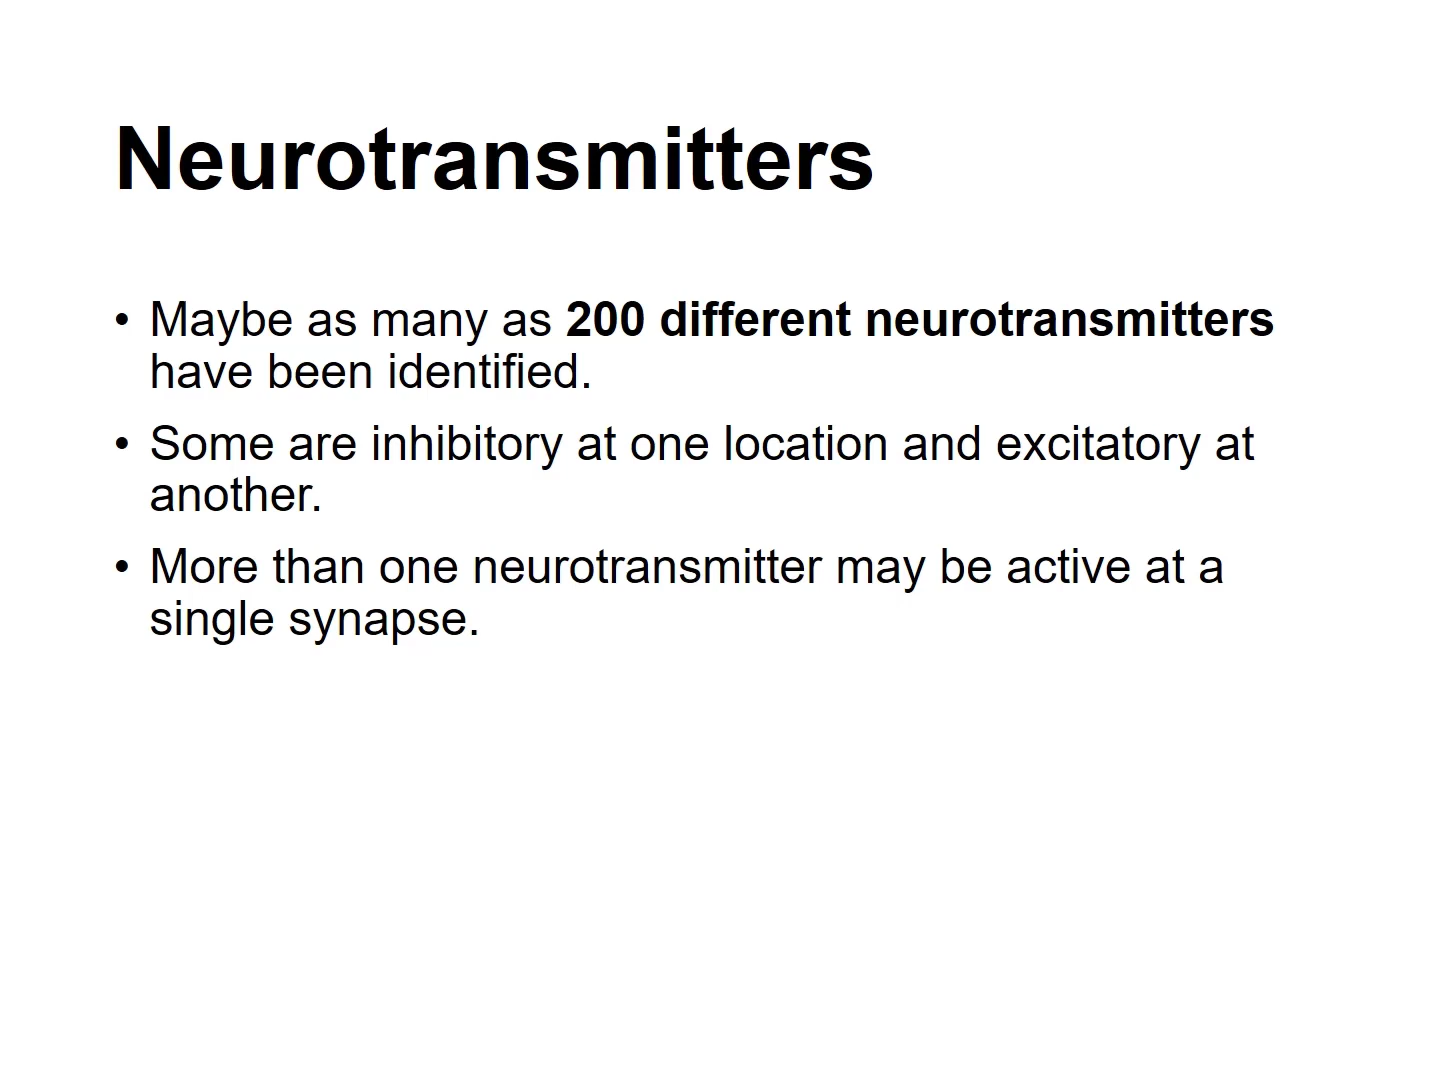 Neurotransmitters
• Maybe as many as 200 different neurotransmitters
have been identified.
• Some are inhibitory at one location and excitatory at
another.
• More than one neurotransmitter may be active at a
single synapse.